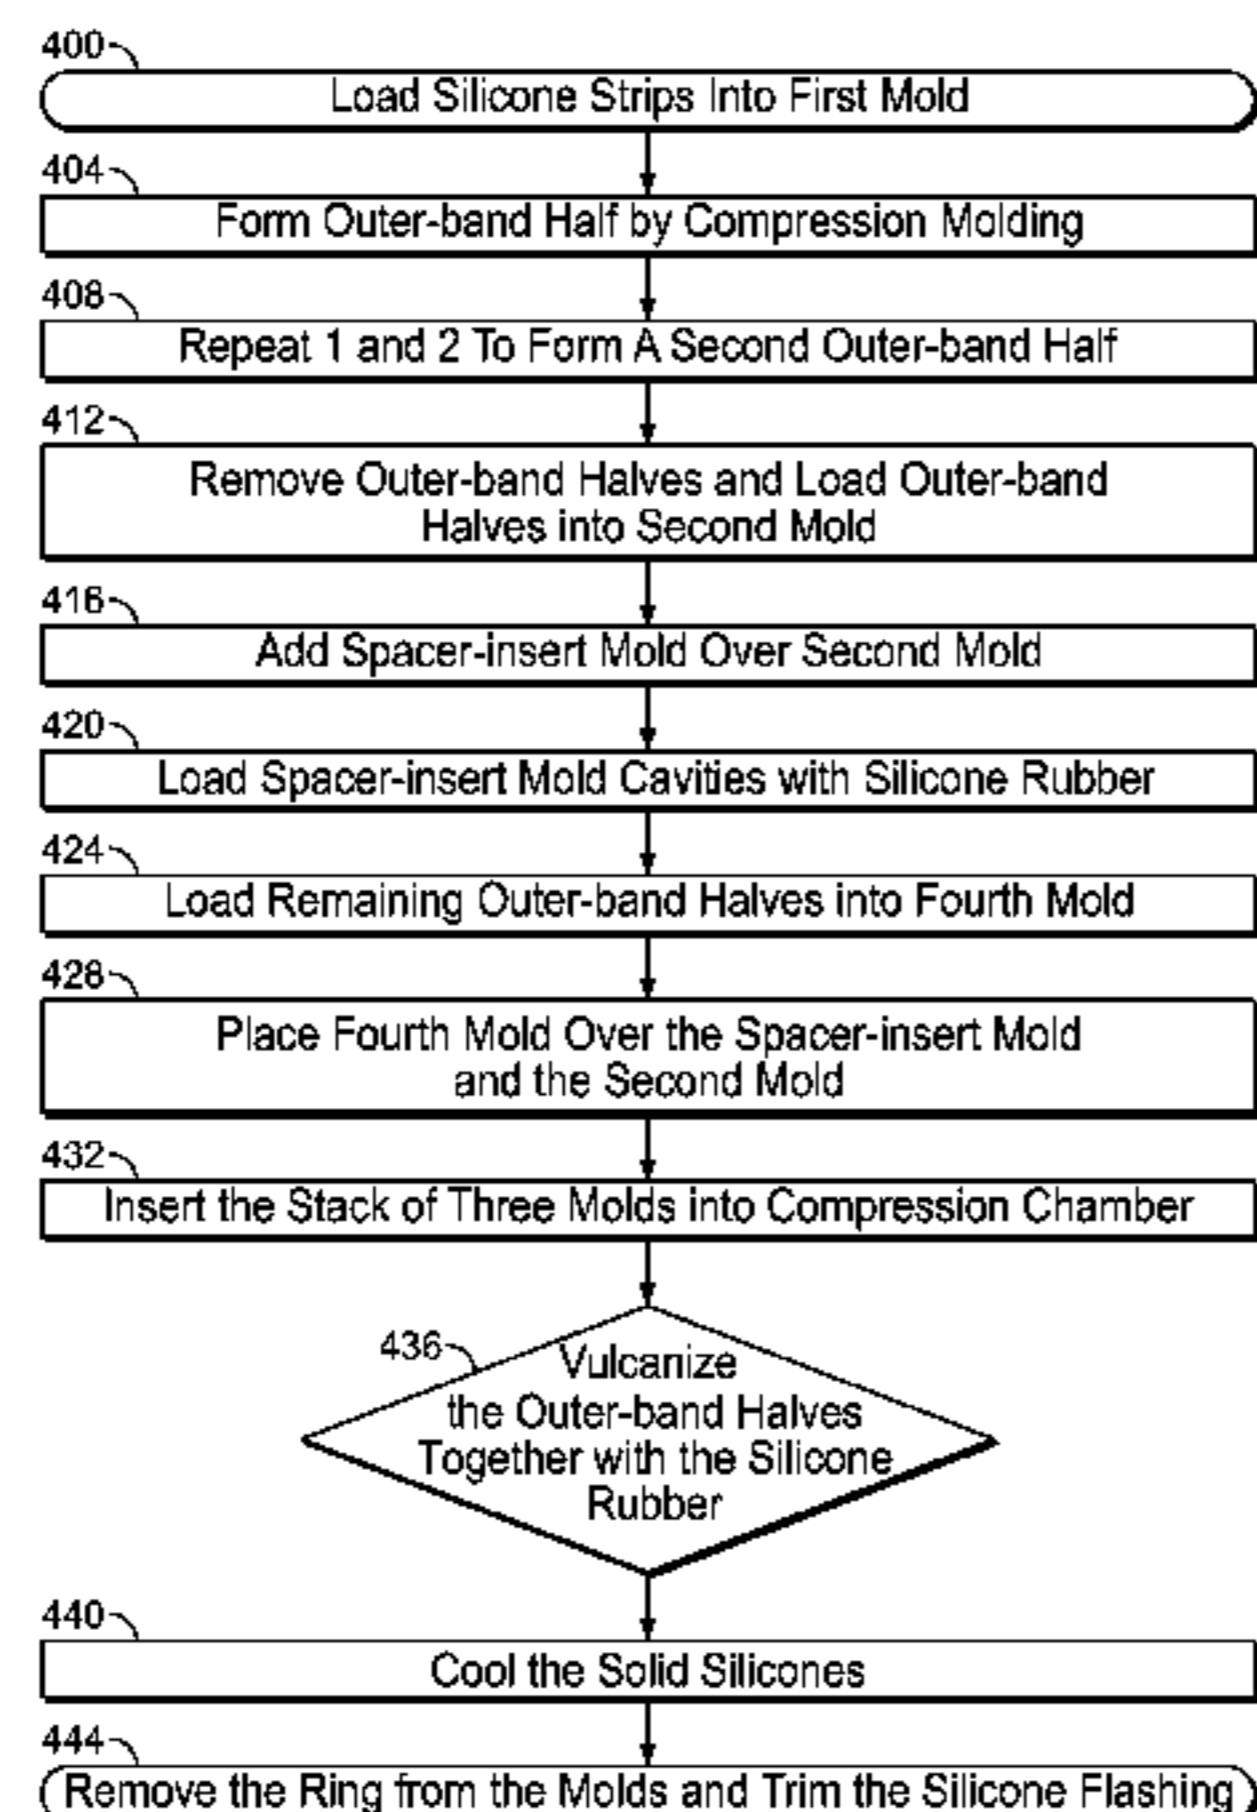 400
Load Silicone Strips Into First Mold
404
Form Outer-band Half by Compression Molding
408
Repeat 1 and 2 To Form A Second Outer-band Half
412
Remove Outer-band Halves and Load Outer-band
Halves into Second Mold
416
Add Spacer-insert Mold Over Second Mold
420
Load Spacer-insert Mold Cavities with Silicone Rubber
424
Load Remaining Outer-band Halves into Fourth Mold
428
Place Fourth Mold Over the Spacer-insert Mold
and the Second Mold
432
Insert the Stack of Three Molds into Compression Chamber
436
Vulcanize
the Outer-band Halves
Together with the Silicone
Rubber
440
Cool the Solid Silicones
444
Remove the Ring from the Molds and Trim the Silicone Flashing